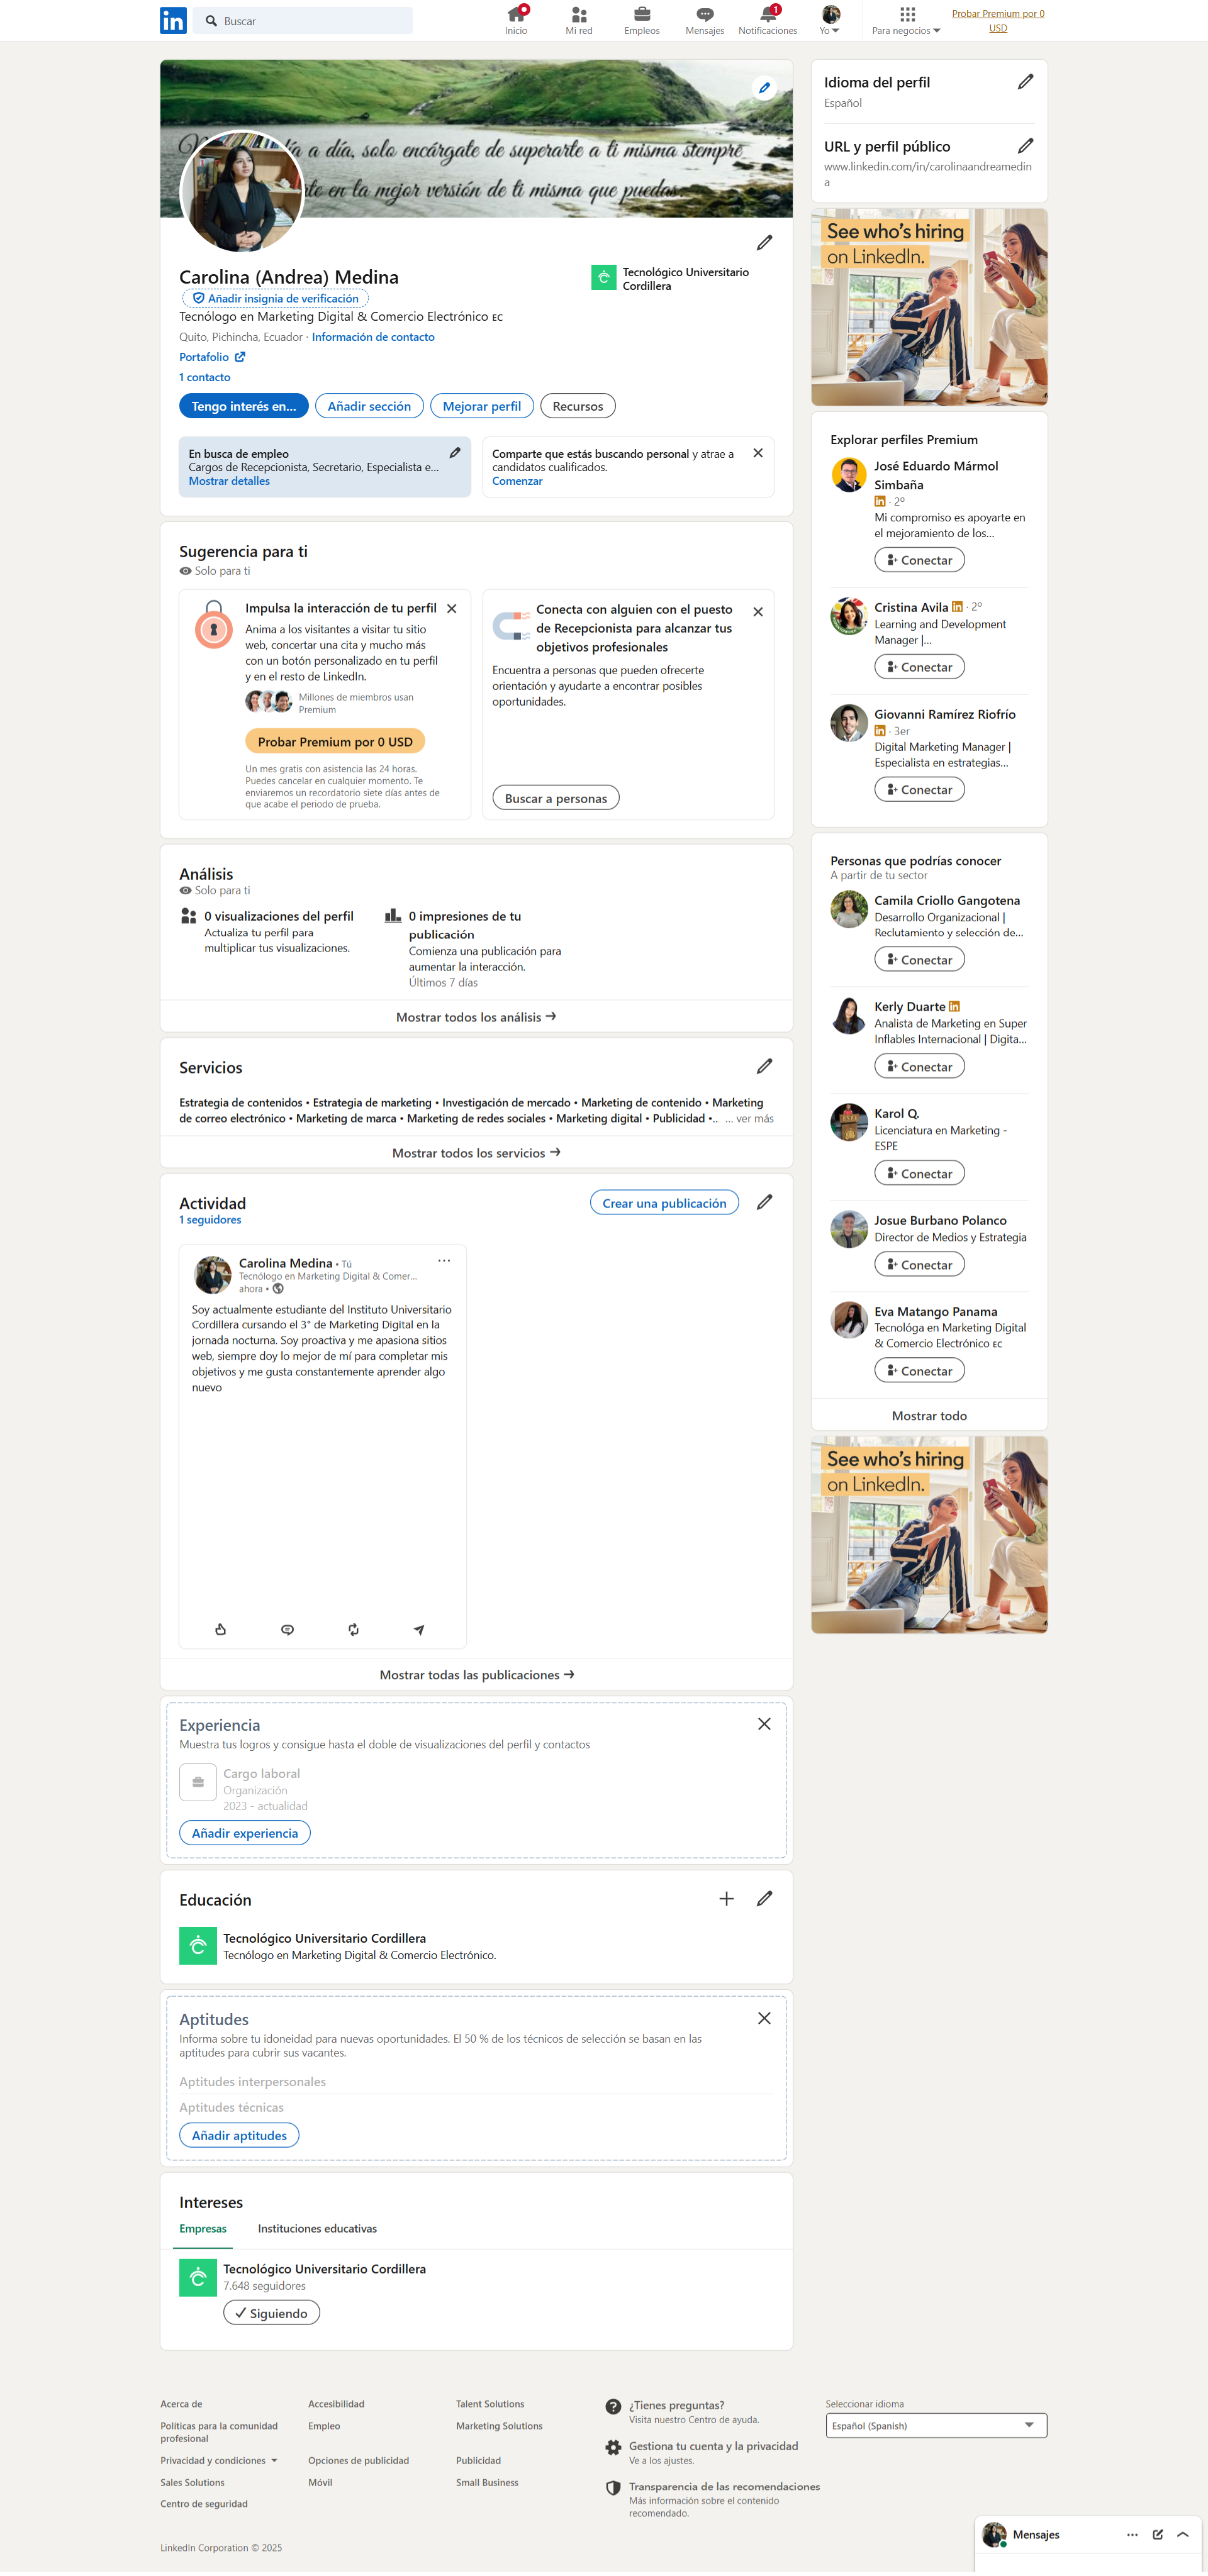 in
Buscar
Inicio
Mi red
Empleos
Mensajes
1
Notificaciones
Yo
Para negocios
Probar Premium por 0
USD
día a día, solo encárgate de superarte a ti misma siempre
en la mejor versión de ti misma que puedas.
Carolina (Andrea) Medina
Añadir insignia de verificación
Tecnólogo en Marketing Digital & Comercio Electrónico EC
Quito, Pichincha, Ecuador · Información de contacto
Portafolio
1 contacto
Tecnológico Universitario
Cordillera
Tengo interés en...
Añadir sección
Mejorar perfil
Recursos
En busca de empleo
Cargos de Recepcionista, Secretario, Especialista e...
Mostrar detalles
Comparte que estás buscando personal y atrae a
candidatos cualificados.
Comenzar
Sugerencia para ti
Solo para ti
Impulsa la interacción de tu perfil
Anima a los visitantes a visitar tu sitio
web, concertar una cita y mucho más
con un botón personalizado en tu perfil
y en el resto de LinkedIn.
Millones de miembros usan
Premium
Probar Premium por 0 USD
Un mes gratis con asistencia las 24 horas.
Puedes cancelar en cualquier momento. Te
enviaremos un recordatorio siete días antes de
que acabe el periodo de prueba.
Conecta con alguien con el puesto
de Recepcionista para alcanzar tus
objetivos profesionales
Encuentra a personas que pueden ofrecerte
orientación y ayudarte a encontrar posibles
oportunidades.
Buscar a personas
Análisis
Solo para ti
0 visualizaciones del perfil
Actualiza tu perfil para
multiplicar tus visualizaciones.
0 impresiones de tu
publicación
Comienza una publicación para
aumentar la interacción.
Últimos 7 días
Mostrar todos los análisis →
Servicios
Estrategia de contenidos • Estrategia de marketing • Investigación de mercado • Marketing de contenido • Marketing
de correo electrónico • Marketing de marca • Marketing de redes sociales • Marketing digital • Publicidad •.. ... ver más
Mostrar todos los servicios →
Actividad
1 seguidores
Crear una publicación
Carolina Medina • Tú
Tecnólogo en Marketing Digital & Comer...
ahora •
Soy actualmente estudiante del Instituto Universitario
Cordillera cursando el 3° de Marketing Digital en la
jornada nocturna. Soy proactiva y me apasiona sitios
web, siempre doy lo mejor de mí para completar mis
objetivos y me gusta constantemente aprender algo
nuevo
Mostrar todas las publicaciones →
Experiencia
Muestra tus logros y consigue hasta el doble de visualizaciones del perfil y contactos
Cargo laboral
Organización
2023 - actualidad
Añadir experiencia
Educación
Tecnológico Universitario Cordillera
Tecnólogo en Marketing Digital & Comercio Electrónico.
Aptitudes
Informa sobre tu idoneidad para nuevas oportunidades. El 50 % de los técnicos de selección se basan en las
aptitudes para cubrir sus vacantes.
Aptitudes interpersonales
Aptitudes técnicas
Añadir aptitudes
Intereses
Empresas
Instituciones educativas
Tecnológico Universitario Cordillera
7.648 seguidores
Siguiendo
Idioma del perfil
Español
URL y perfil público
www.linkedin.com/in/carolinaandreamedin
a
See who's hiring
on LinkedIn.
Explorar perfiles Premium
José Eduardo Mármol
Simbaña
in · 2º
Mi compromiso es apoyarte en
el mejoramiento de los...
Conectar
Cristina Avila in · 2º
Learning and Development
Manager |...
Conectar
Giovanni Ramírez Riofrío
in · 3er
Digital Marketing Manager |
Especialista en estrategias...
Conectar
Personas que podrías conocer
A partir de tu sector
Camila Criollo Gangotena
Desarrollo Organizacional |
Reclutamiento y selección de...
Conectar
Kerly Duarte in
Analista de Marketing en Super
Inflables Internacional | Digita...
Conectar
Karol Q.
Licenciatura en Marketing -
ESPE
Conectar
Josue Burbano Polanco
Director de Medios y Estrategia
Conectar
Eva Matango Panama
Tecnológa en Marketing Digital
& Comercio Electrónico EC
Conectar
Mostrar todo
See who's hiring
on LinkedIn.
Acerca de
Accesibilidad
Talent Solutions
Políticas para la comunidad
profesional
Empleo
Marketing Solutions
Privacidad y condiciones
Opciones de publicidad
Publicidad
Sales Solutions
Móvil
Small Business
Centro de seguridad
¿Tienes preguntas?
Visita nuestro Centro de ayuda.
Gestiona tu cuenta y la privacidad
Ve a los ajustes.
Transparencia de las recomendaciones
Más información sobre el contenido
recomendado.
Seleccionar idioma
Español (Spanish)
LinkedIn Corporation © 2025
Mensajes